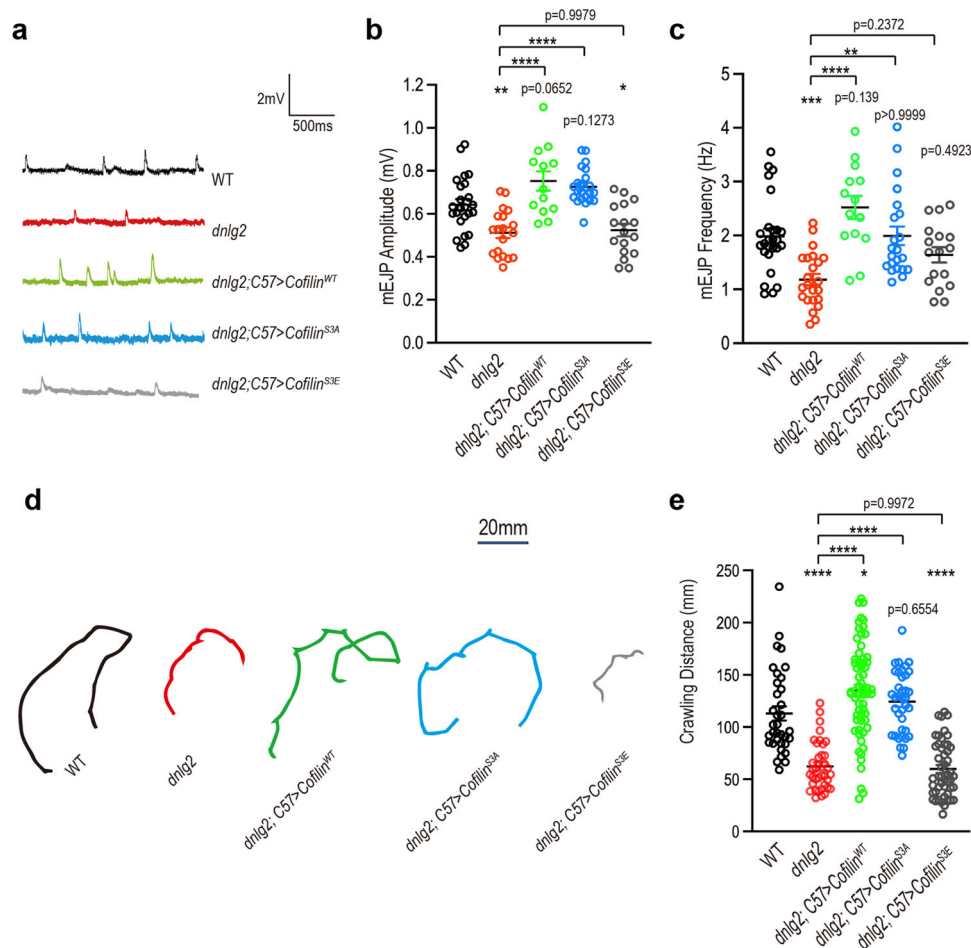 a
2mV
500ms
WT
dnlg2
dnlg2;C57>Cofilin^WT
dnlg2;C57>Cofilin^S3A
dnlg2;C57>Cofilin^S3E
b
p=0.9979
****
****
**
p=0.0652
p=0.1273
*
mEJP Amplitude (mV)
1.2
1.0
0.8
0.6
0.4
0.2
0.0
WT
dnlg2
dnlg2; C57>Cofilin^WT
dnlg2; C57>Cofilin^S3A
dnlg2; C57>Cofilin^S3E
c
p=0.2372
**
****
***
p=0.139
p>0.9999
p=0.4923
mEJP Frequency (Hz)
5
4
3
2
1
0
WT
dnlg2
dnlg2; C57>Cofilin^WT
dnlg2; C57>Cofilin^S3A
dnlg2; C57>Cofilin^S3E
d
20mm
WT
dnlg2
dnlg2; C57>Cofilin^WT
dnlg2; C57>Cofilin^S3A
dnlg2; C57>Cofilin^S3E
e
p=0.9972
****
****
****
*
p=0.6554
****
Crawling Distance (mm)
250
200
150
100
50
0
WT
dnlg2
dnlg2; C57>Cofilin^WT
dnlg2; C57>Cofilin^S3A
dnlg2; C57>Cofilin^S3E